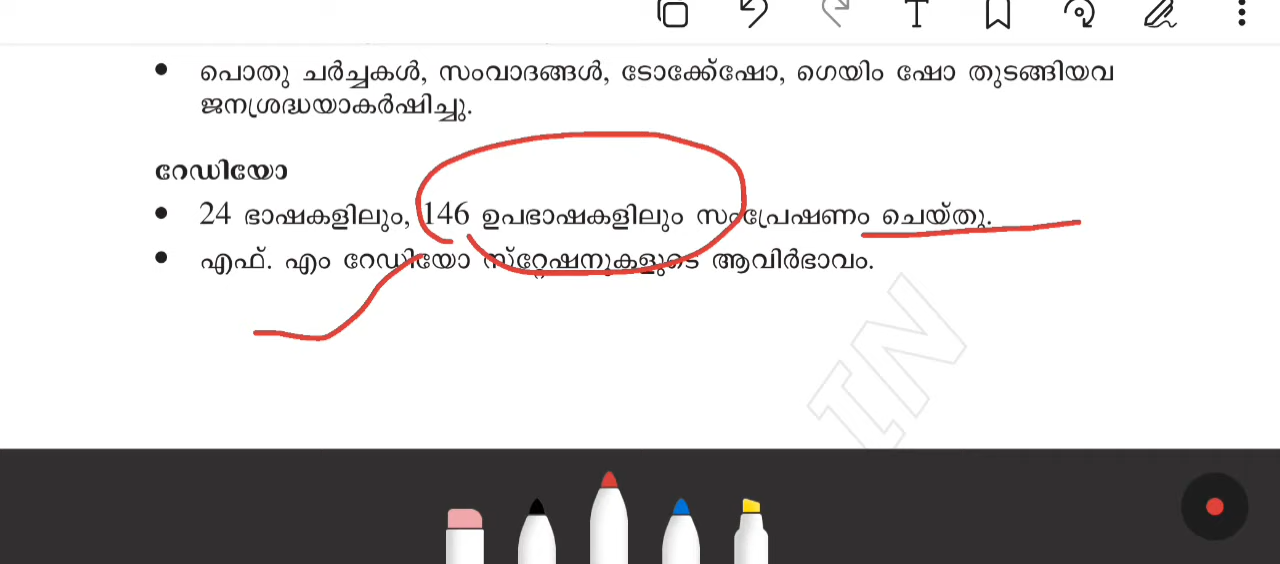 • പൊതു ചർച്ചകൾ, സംവാദങ്ങൾ, ടോക്ക്ഷോ, ഗെയിം ഷോ തുടങ്ങിയവ
ജനശ്രദ്ധയാകർഷിച്ചു.
റേഡിയോ
• 24 ഭാഷകളിലും, 146 ഉപഭാഷകളിലും സംപ്രേഷണം ചെയ്തു.
• എഫ്. എം റേഡിയോ സ്റ്റേഷനുകളുടെ ആവിർഭാവം.
IN